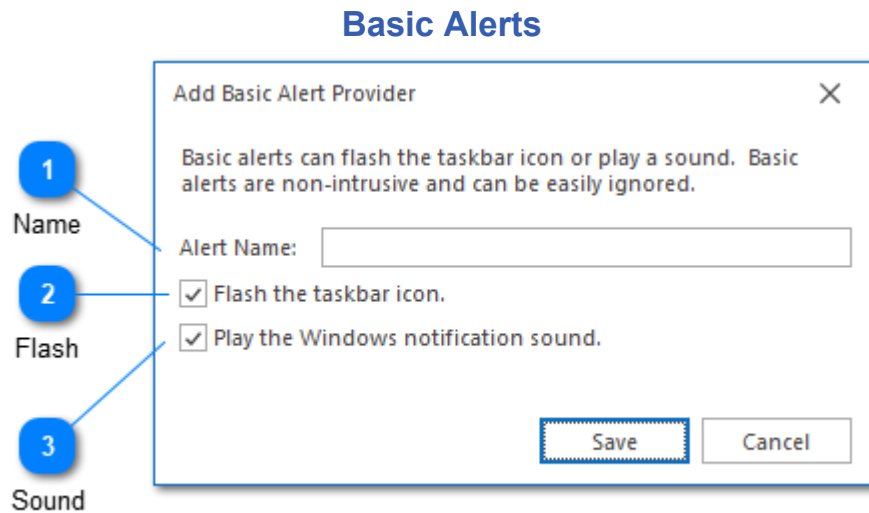 Basic Alerts
Add Basic Alert Provider
Basic alerts can flash the taskbar icon or play a sound.  Basic
alerts are non-intrusive and can be easily ignored.
1
Name
Alert Name:
2
Flash the taskbar icon.
Flash
Play the Windows notification sound.
3
Save
Cancel
Sound